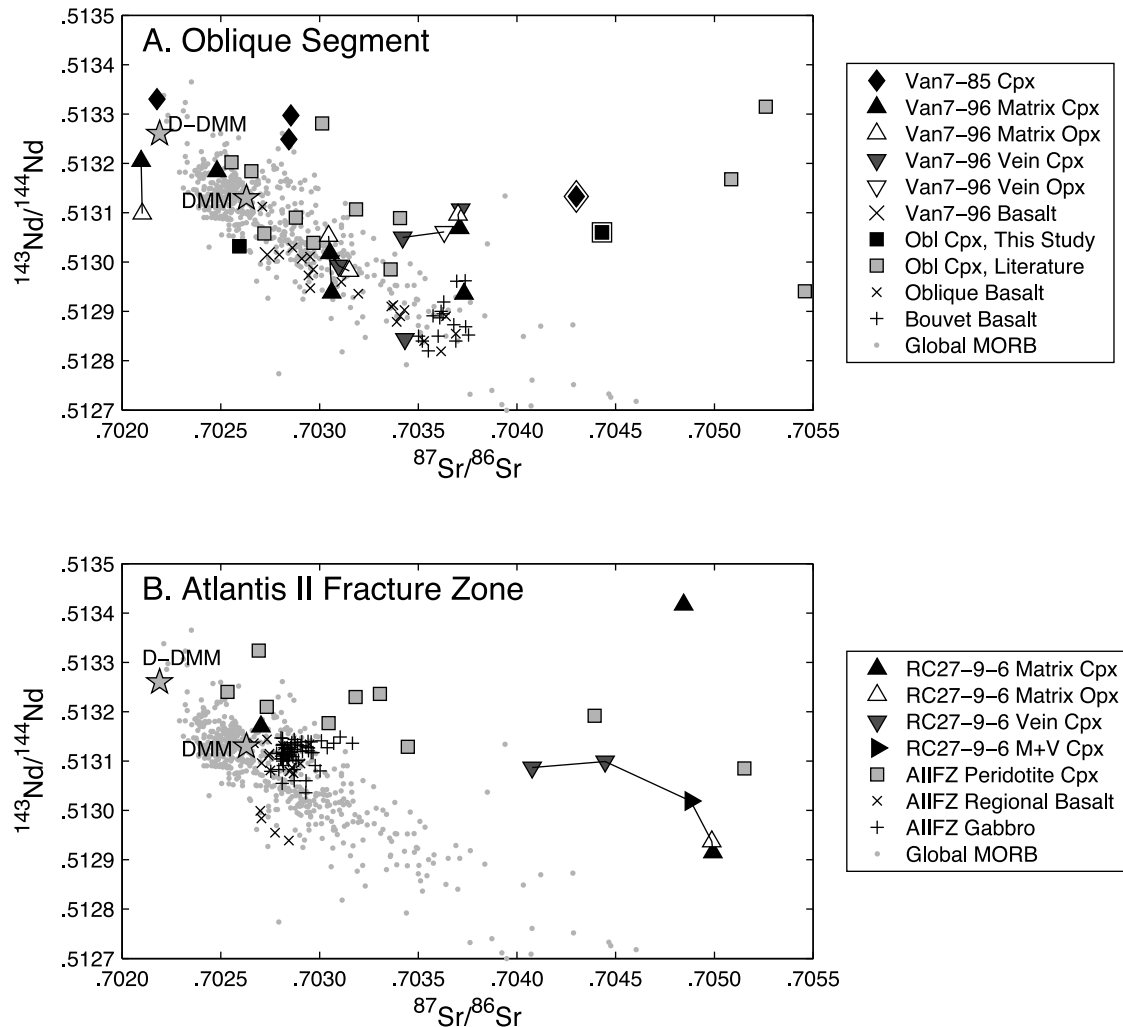 A. Oblique Segment
.5135
.5134
.5133
.5132
.5131
.5130
.5129
.5128
.5127
143Nd/144Nd
D-DMM
DMM
.7020 .7025 .7030 .7035 .7040 .7045 .7050 .7055
87Sr/86Sr
Van7-85 Cpx
Van7-96 Matrix Cpx
Van7-96 Matrix Opx
Van7-96 Vein Cpx
Van7-96 Vein Opx
Van7-96 Basalt
Obl Cpx, This Study
Obl Cpx, Literature
Oblique Basalt
Bouvet Basalt
Global MORB
B. Atlantis II Fracture Zone
.5135
.5134
.5133
.5132
.5131
.5130
.5129
.5128
.5127
143Nd/144Nd
D-DMM
DMM
.7020 .7025 .7030 .7035 .7040 .7045 .7050 .7055
87Sr/86Sr
RC27-9-6 Matrix Cpx
RC27-9-6 Matrix Opx
RC27-9-6 Vein Cpx
RC27-9-6 M+V Cpx
AIIFZ Peridotite Cpx
AIIFZ Regional Basalt
AIIFZ Gabbro
Global MORB